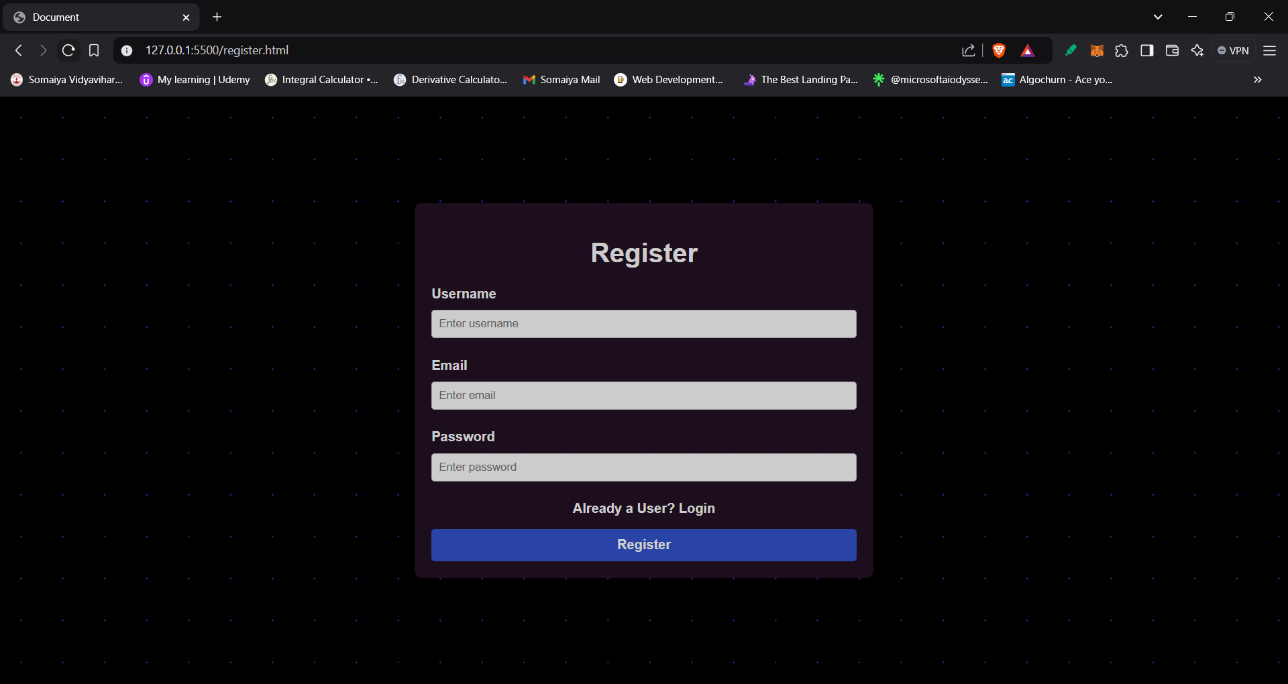 Document
127.0.0.1:5500/register.html
VPN
Somaiya Vidyavihar... My learning | Udemy Integral Calculator •... Derivative Calculato... Somaiya Mail Web Development... The Best Landing Pa... @microsoftaiodysse... ac Algochurn - Ace yo...
Register
Username
Enter username
Email
Enter email
Password
Enter password
Already a User? Login
Register